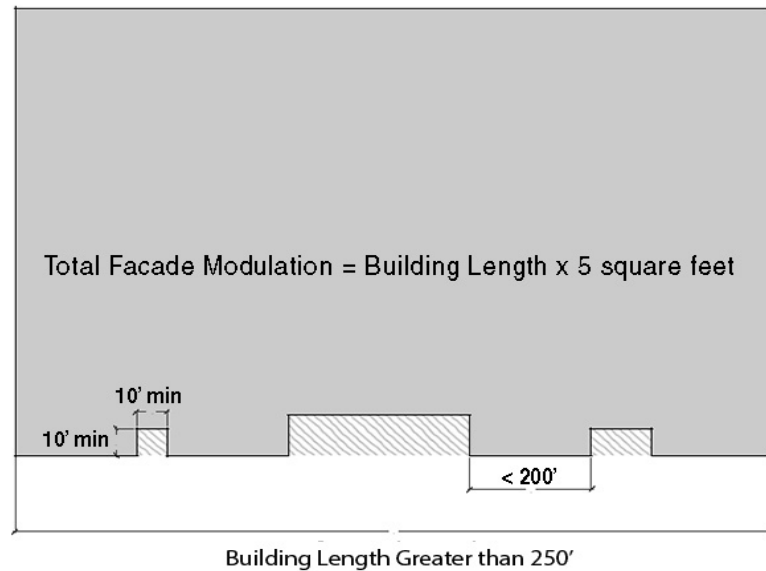 Total Facade Modulation = Building Length x 5 square feet
10’ min
10’ min
< 200’
Building Length Greater than 250’